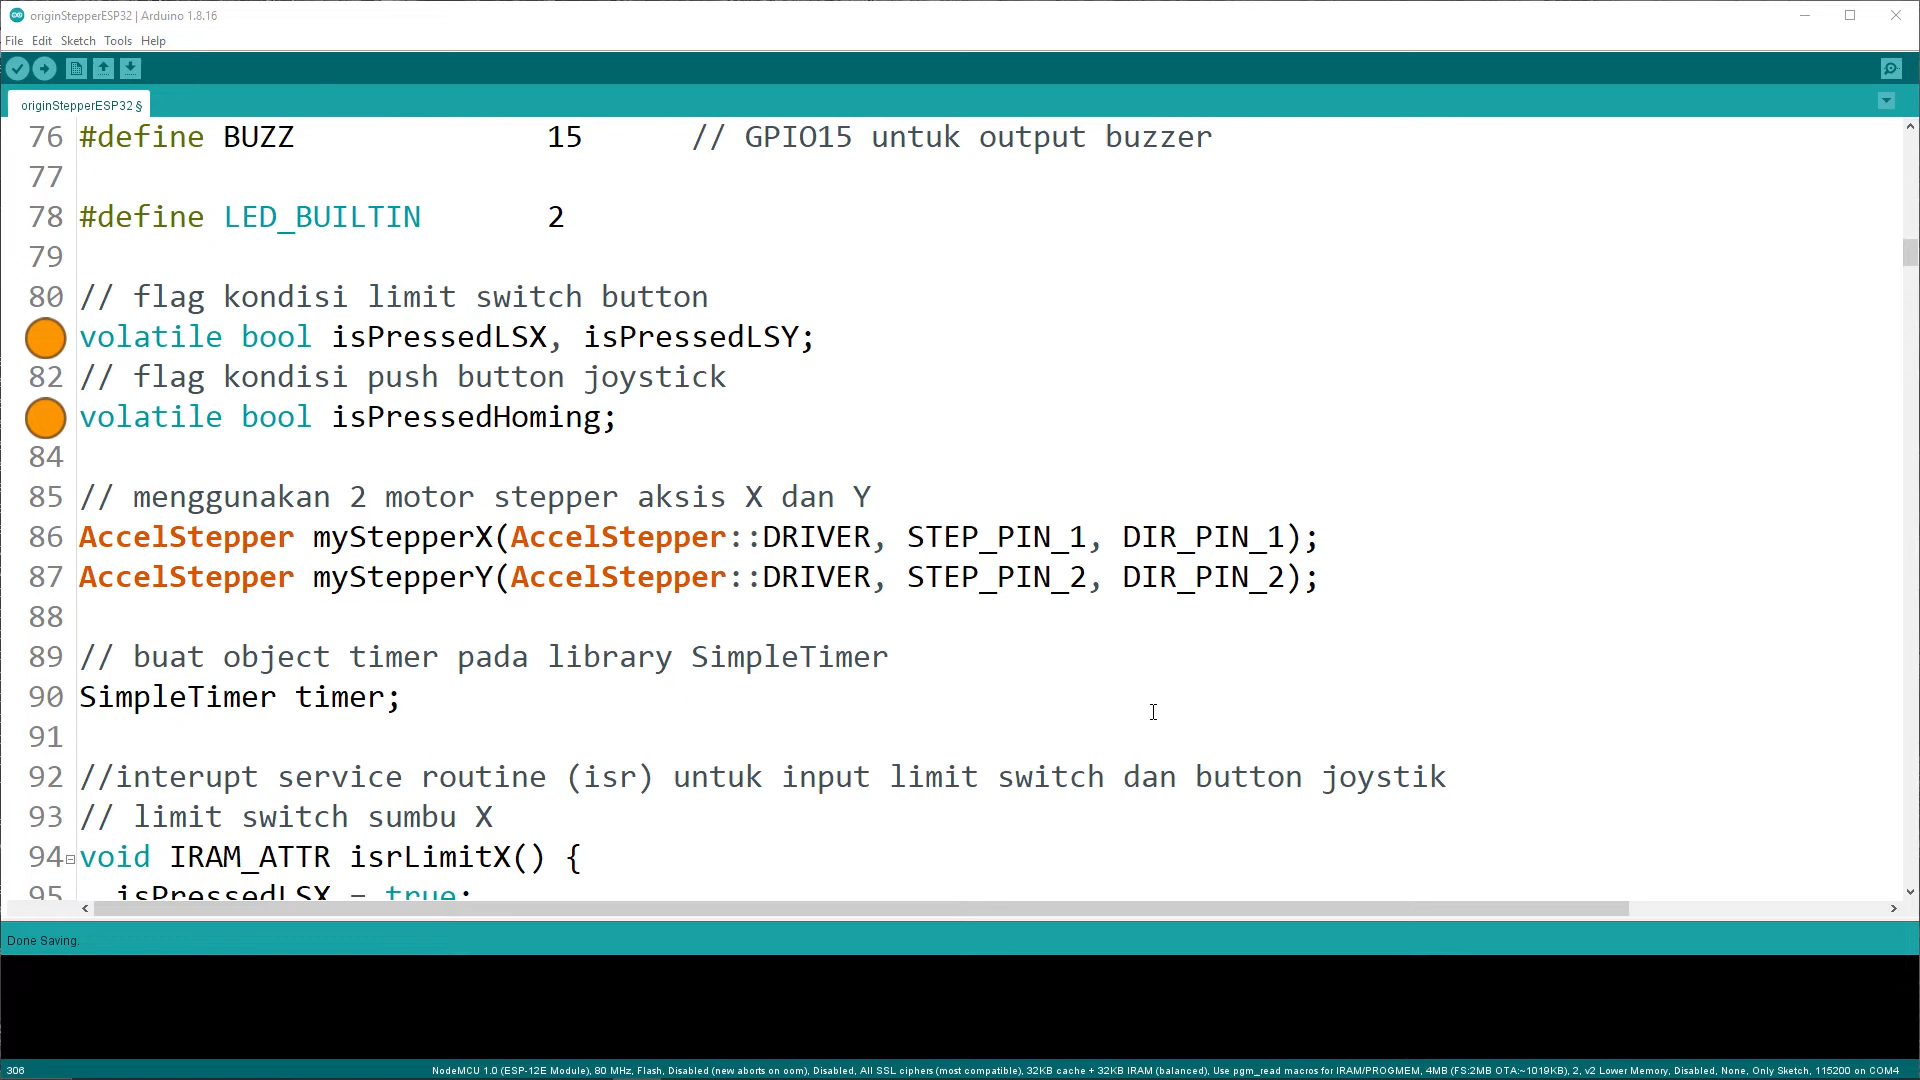 originStepperESP32 | Arduino 1.8.16
File Edit Sketch Tools Help
originStepperESP32 §
76 #define BUZZ 15 // GPIO15 untuk output buzzer
77
78 #define LED_BUILTIN 2
79
80 // flag kondisi limit switch button
volatile bool isPressedLSX, isPressedLSY;
82 // flag kondisi push button joystick
volatile bool isPressedHoming;
84
85 // menggunakan 2 motor stepper aksis X dan Y
86 AccelStepper myStepperX(AccelStepper::DRIVER, STEP_PIN_1, DIR_PIN_1);
87 AccelStepper myStepperY(AccelStepper::DRIVER, STEP_PIN_2, DIR_PIN_2);
88
89 // buat object timer pada library SimpleTimer
90 SimpleTimer timer;
91
92 //interupt service routine (isr) untuk input limit switch dan button joystik
93 // limit switch sumbu X
94 void IRAM_ATTR isrLimitX() {
95 isPressedLSX = true;
Done Saving.
306 NodeMCU 1.0 (ESP-12E Module), 80 MHz, Flash, Disabled (new aborts on oom), Disabled, All SSL ciphers (most compatible), 32KB cache + 32KB IRAM (balanced), Use pgm_read macros for IRAM/PROGMEM, 4MB (FS:2MB OTA:~1019KB), 2, v2 Lower Memory, Disabled, None, Only Sketch, 115200 on COM4